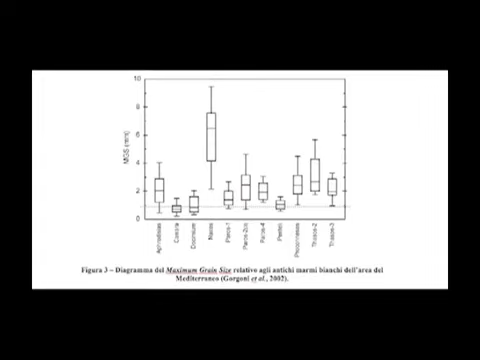 10
8
6
4
2
0
MGS (mm)
Aphrodisias
Carrara
Docimium
Naxos
Paros-1
Paros-2/3
Paros-4
Pentelic
Proconnesos
Thasos-2
Thasos-3
Figura 3 – Diagramma del Maximum Grain Size relativo agli antichi marmi bianchi dell'area del
Mediterraneo (Gorgoni et al., 2002).